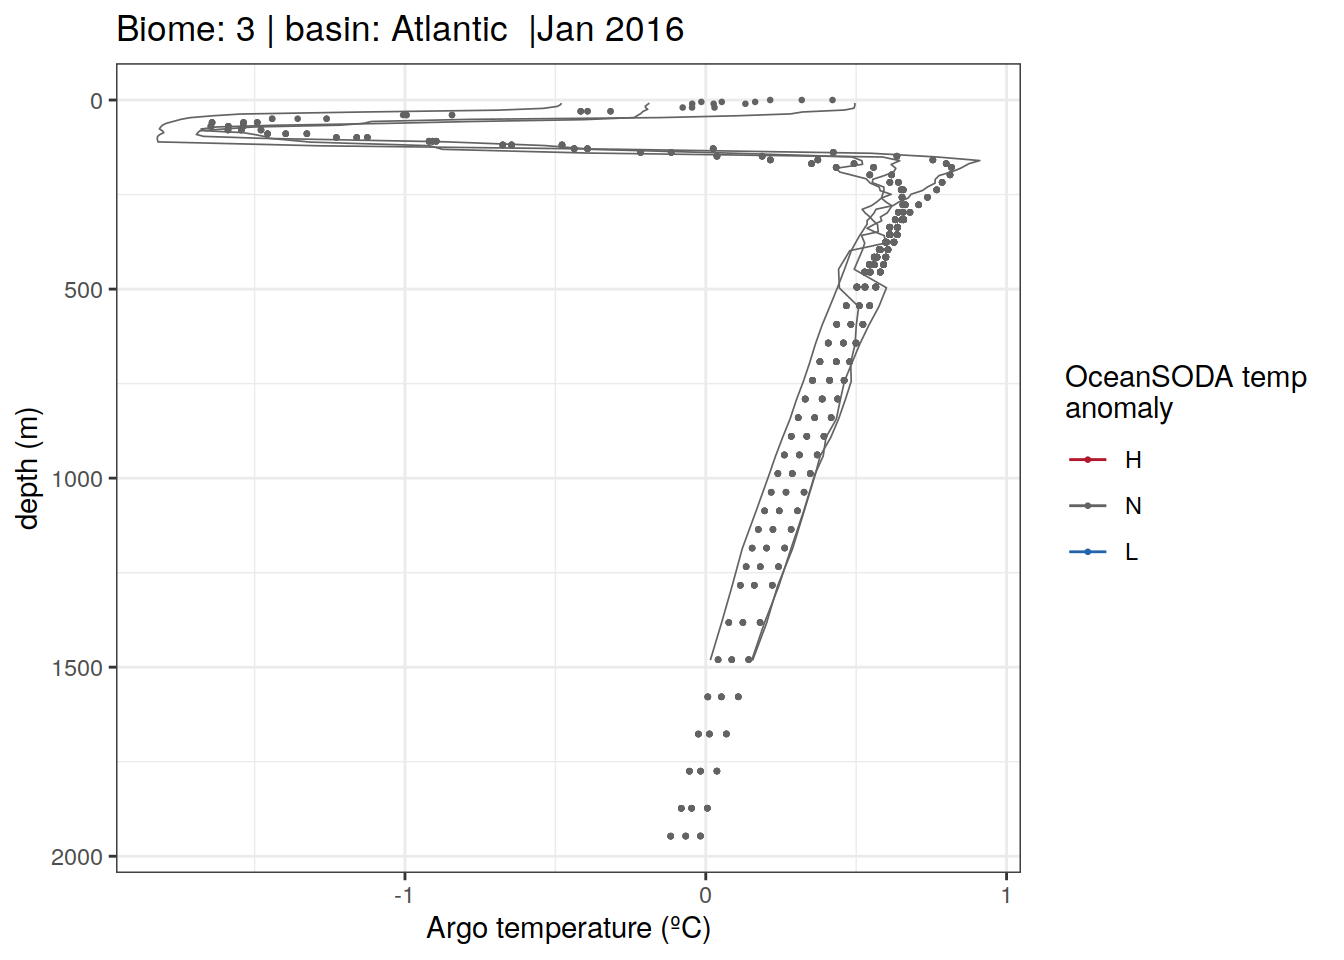 Biome: 3 | basin: Atlantic  |Jan 2016
0
500
1000
1500
2000
depth (m)
-1
0
1
Argo temperature (ºC)
OceanSODA temp
anomaly
H
N
L